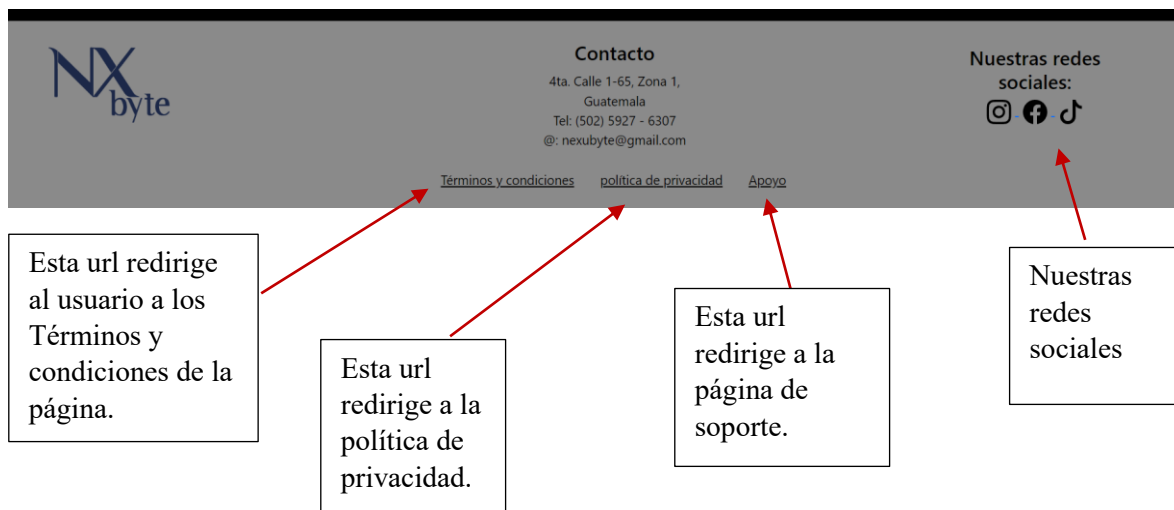 NX
byte
Contacto
4ta. Calle 1-65, Zona 1,
Guatemala
Tel: (502) 5927 - 6307
@: nexubyte@gmail.com
Nuestras redes
sociales:
Términos y condiciones política de privacidad Apoyo
Esta url redirige
al usuario a los
Términos y
condiciones de la
página.
Esta url
redirige a la
política de
privacidad.
Esta url
redirige a la
página de
soporte.
Nuestras
redes
sociales